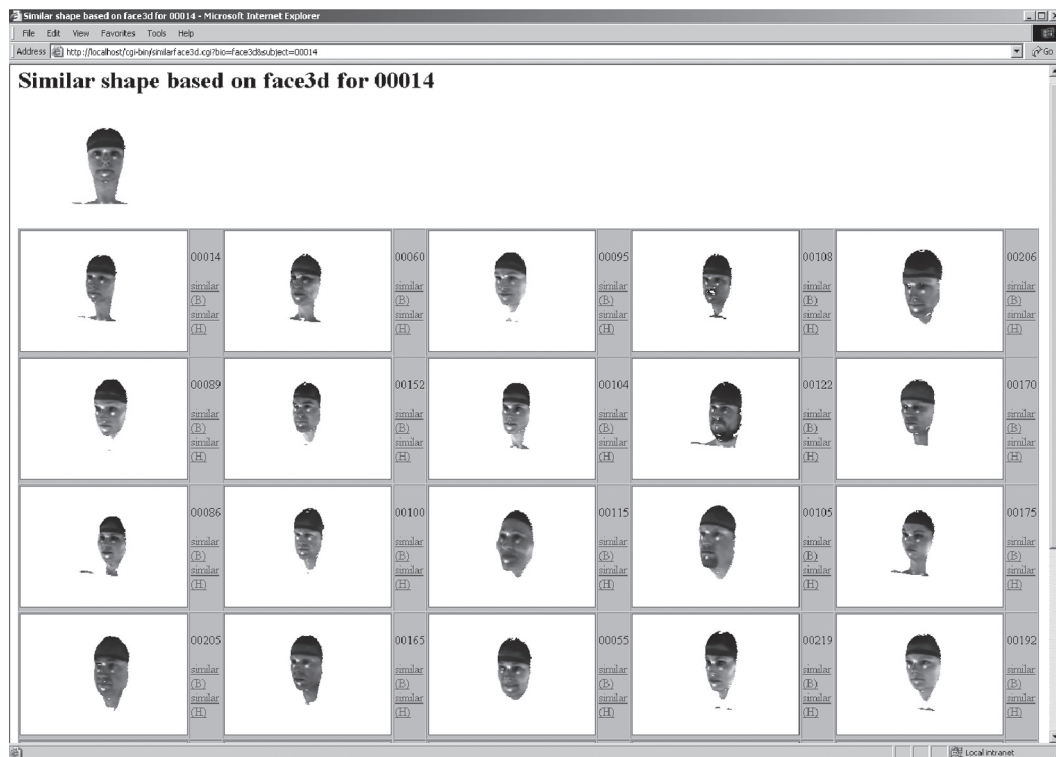 Similar shape based on face3d for 00014 - Microsoft Internet Explorer
File Edit View Favorites Tools Help
Address http://localhost/cgi-bin/similarface3d.cgi?bio=face3d&subject=00014 Go
Similar shape based on face3d for 00014
00014
similar
(B)
similar
(H)
00060
similar
(B)
similar
(H)
00095
similar
(B)
similar
(H)
00108
similar
(B)
similar
(H)
00206
similar
(B)
similar
(H)
00089
similar
(B)
similar
(H)
00152
similar
(B)
similar
(H)
00104
similar
(B)
similar
(H)
00122
similar
(B)
similar
(H)
00170
similar
(B)
similar
(H)
00086
similar
(B)
similar
(H)
00100
similar
(B)
similar
(H)
00115
similar
(B)
similar
(H)
00105
similar
(B)
similar
(H)
00175
similar
(B)
similar
(H)
00205
similar
(B)
similar
(H)
00165
similar
(B)
similar
(H)
00055
similar
(B)
similar
(H)
00219
similar
(B)
similar
(H)
00192
similar
(B)
similar
(H)
Local intranet